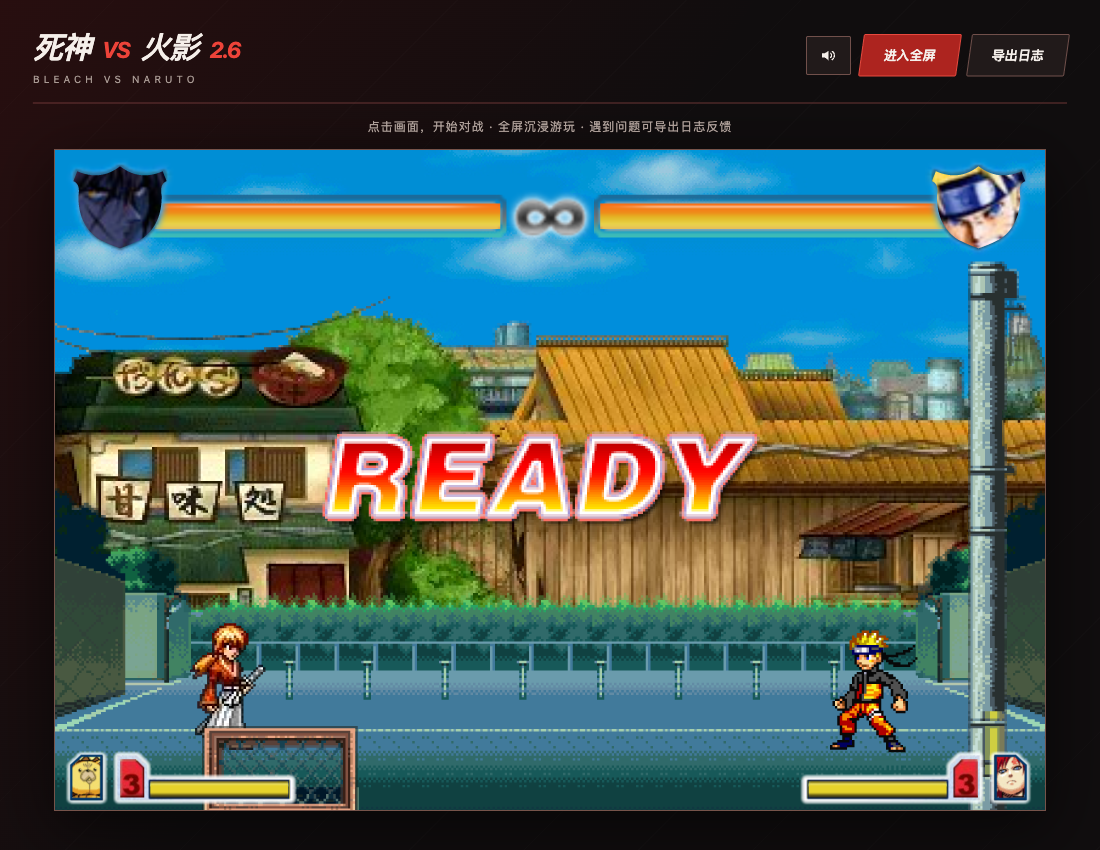 死神 VS 火影 2.6
BLEACH VS NARUTO
进入全屏
导出日志
点击画面，开始对战 · 全屏沉浸游玩 · 遇到问题可导出日志反馈
READY
甘 味 処
3
3